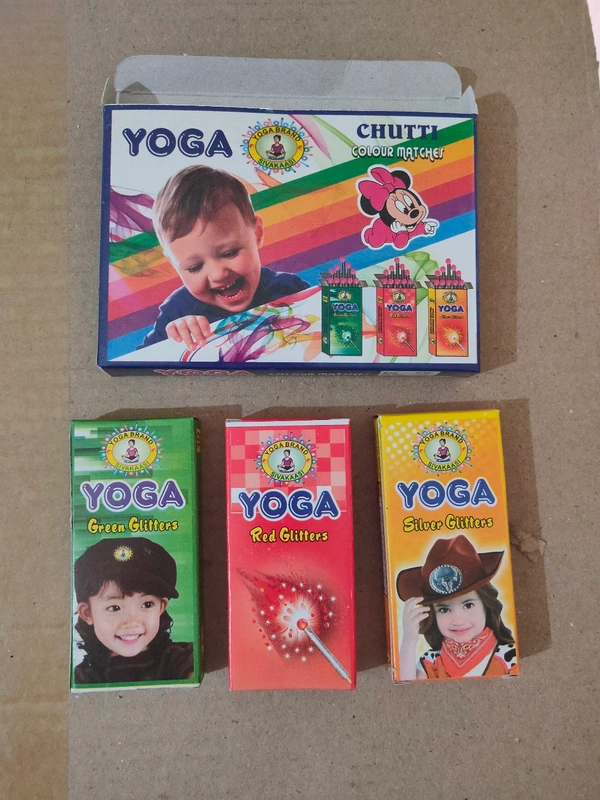 YOGA
YOGA BRAND
SIVAKAASI
CHUTTI
COLOUR MATCHES
YOGA
YOGA
YOGA
YOGA
YOGA BRAND
SIVAKAASI
YOGA
Green Glitters
YOGA BRAND
SIVAKAASI
YOGA
Red Glitters
YOGA BRAND
SIVAKAASI
YOGA
Silver Glitters